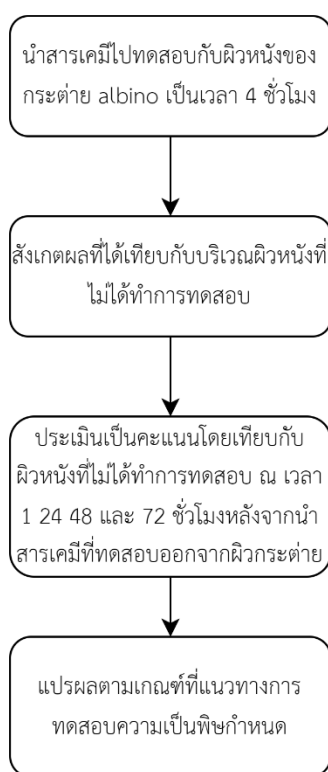 นำสารเคมีไปทดสอบกับผิวหนังของ
กระต่าย albino เป็นเวลา 4 ชั่วโมง
สังเกตผลที่ได้เทียบกับบริเวณผิวหนังที่
ไม่ได้ทำการทดสอบ
ประเมินเป็นคะแนนโดยเทียบกับ
ผิวหนังที่ไม่ได้ทำการทดสอบ ณ เวลา
1 24 48 และ 72 ชั่วโมงหลังจากนำ
สารเคมีที่ทดสอบออกจากผิวกระต่าย
แปรผลตามเกณฑ์ที่แนวทางการ
ทดสอบความเป็นพิษกำหนด